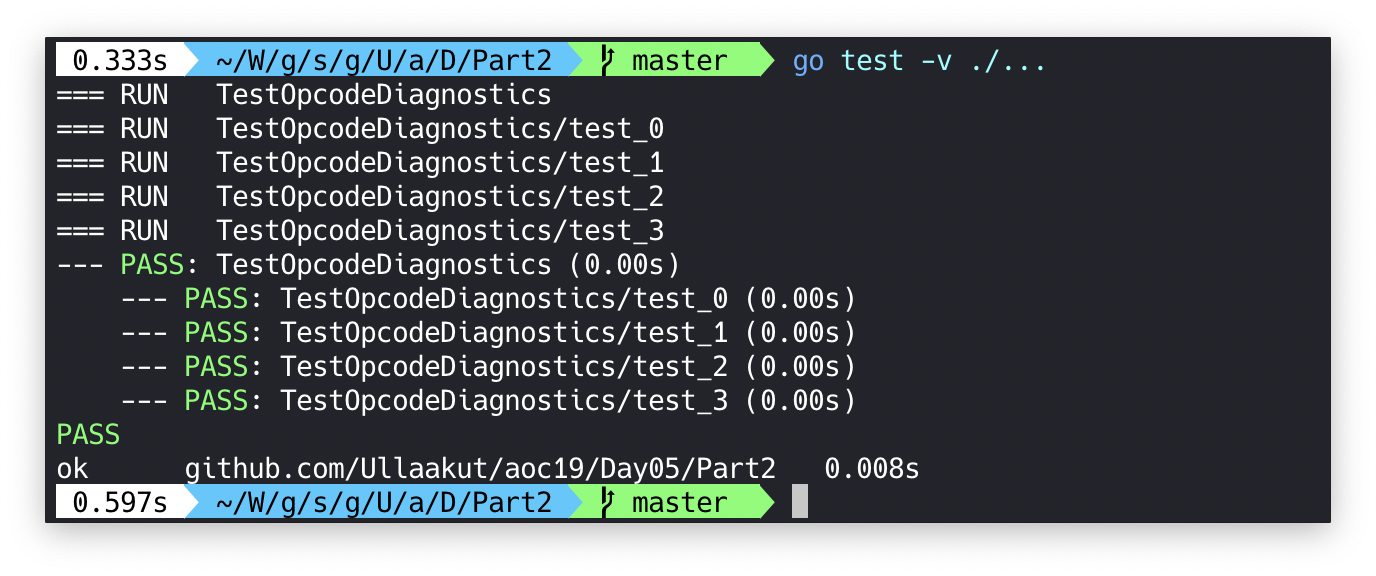 0.333s ~/W/g/s/g/U/a/D/Part2 master go test -v ./...
=== RUN   TestOpcodeDiagnostics
=== RUN   TestOpcodeDiagnostics/test_0
=== RUN   TestOpcodeDiagnostics/test_1
=== RUN   TestOpcodeDiagnostics/test_2
=== RUN   TestOpcodeDiagnostics/test_3
--- PASS: TestOpcodeDiagnostics (0.00s)
    --- PASS: TestOpcodeDiagnostics/test_0 (0.00s)
    --- PASS: TestOpcodeDiagnostics/test_1 (0.00s)
    --- PASS: TestOpcodeDiagnostics/test_2 (0.00s)
    --- PASS: TestOpcodeDiagnostics/test_3 (0.00s)
PASS
ok      github.com/Ullaakut/aoc19/Day05/Part2   0.008s
0.597s ~/W/g/s/g/U/a/D/Part2 master